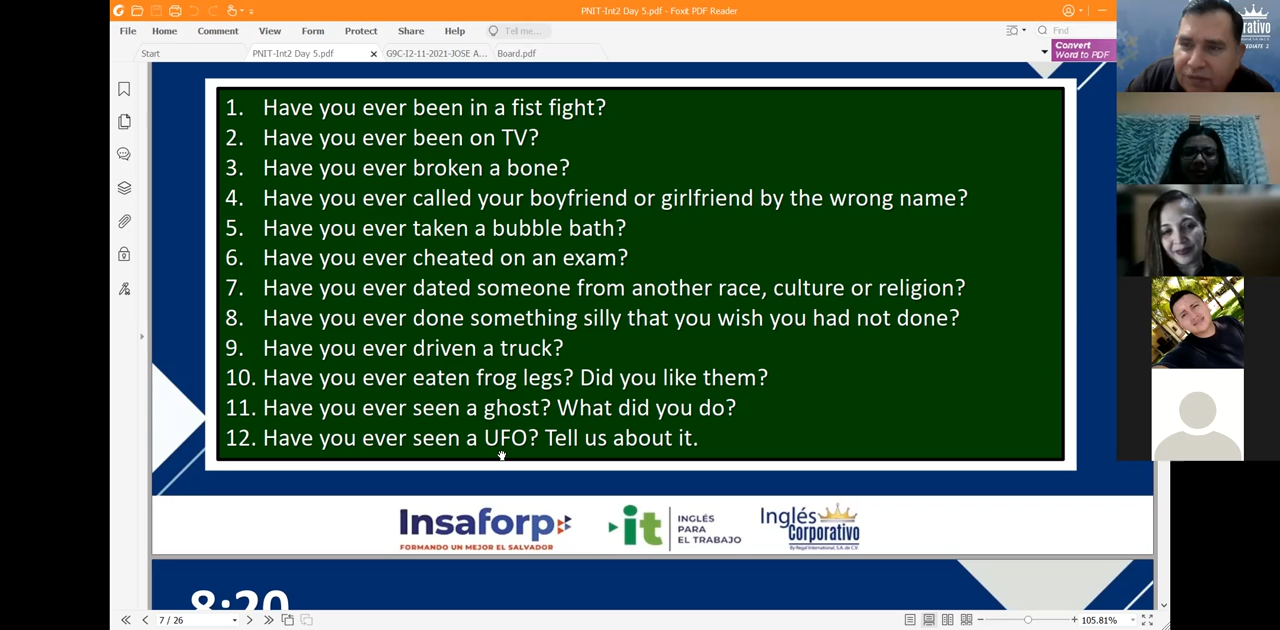 PNIT-Int2 Day 5.pdf - Foxit PDF Reader
File Home Comment View Form Protect Share Help Tell me... Find
Start PNIT-Int2 Day 5.pdf G9C-I2-11-2021-JOSE A... Board.pdf
Convert
Word to PDF
1. Have you ever been in a fist fight?
2. Have you ever been on TV?
3. Have you ever broken a bone?
4. Have you ever called your boyfriend or girlfriend by the wrong name?
5. Have you ever taken a bubble bath?
6. Have you ever cheated on an exam?
7. Have you ever dated someone from another race, culture or religion?
8. Have you ever done something silly that you wish you had not done?
9. Have you ever driven a truck?
10. Have you ever eaten frog legs? Did you like them?
11. Have you ever seen a ghost? What did you do?
12. Have you ever seen a UFO? Tell us about it.
Insaforp
FORMANDO UN MEJOR EL SALVADOR
it
INGLÉS
PARA
EL TRABAJO
Inglés
Corporativo
By Regal International, S.A. de C.V.
8:20
7 / 26
105.81%